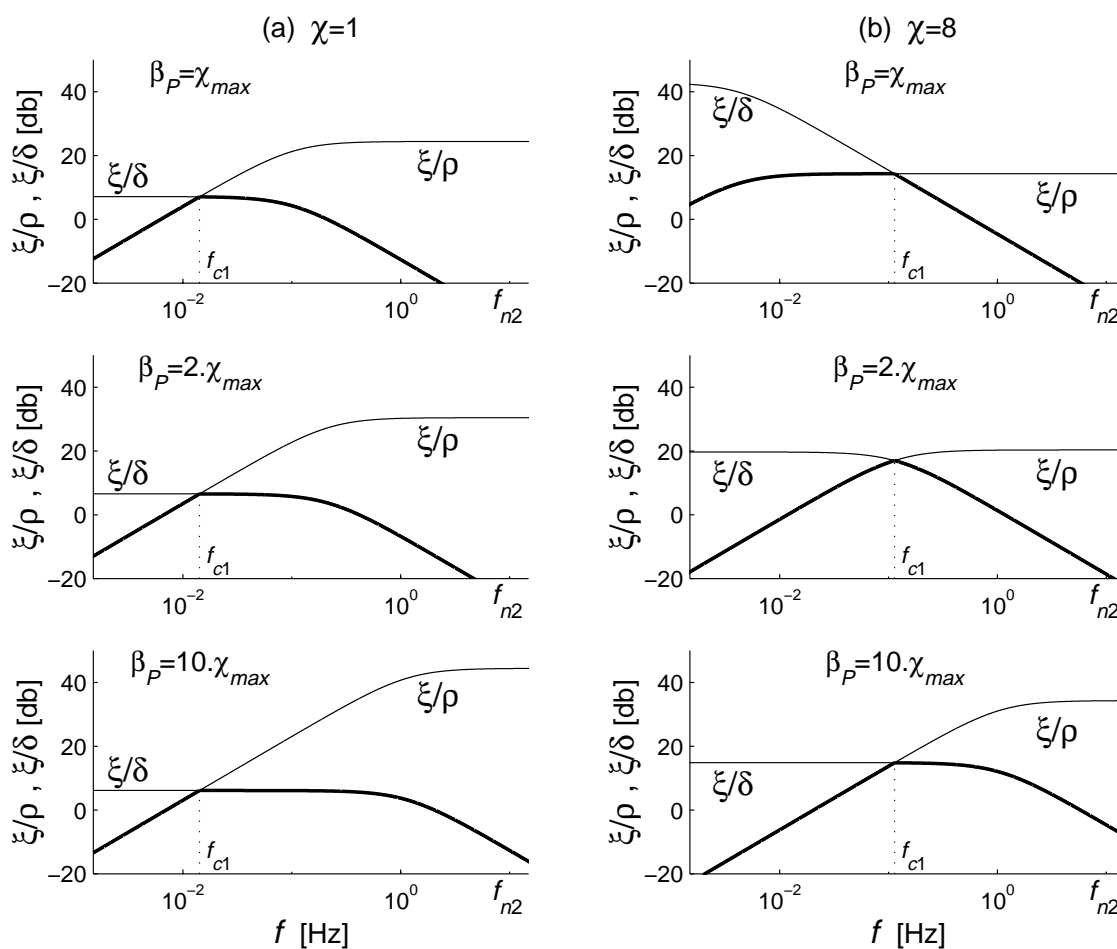 (a) χ=1
(b) χ=8
β_P=χ_max
ξ/ρ , ξ/δ [db]
40
20
0
−20
ξ/δ
ξ/ρ
f_c1
10^−2
10^0
f_n2
β_P=χ_max
ξ/ρ , ξ/δ [db]
40
20
0
−20
ξ/δ
ξ/ρ
f_c1
10^−2
10^0
f_n2
β_P=2.χ_max
ξ/ρ , ξ/δ [db]
40
20
0
−20
ξ/δ
ξ/ρ
f_c1
10^−2
10^0
f_n2
β_P=2.χ_max
ξ/ρ , ξ/δ [db]
40
20
0
−20
ξ/δ
ξ/ρ
f_c1
10^−2
10^0
f_n2
β_P=10.χ_max
ξ/ρ , ξ/δ [db]
40
20
0
−20
ξ/δ
ξ/ρ
f_c1
10^−2
10^0
f_n2
f [Hz]
β_P=10.χ_max
ξ/ρ , ξ/δ [db]
40
20
0
−20
ξ/δ
ξ/ρ
f_c1
10^−2
10^0
f_n2
f [Hz]